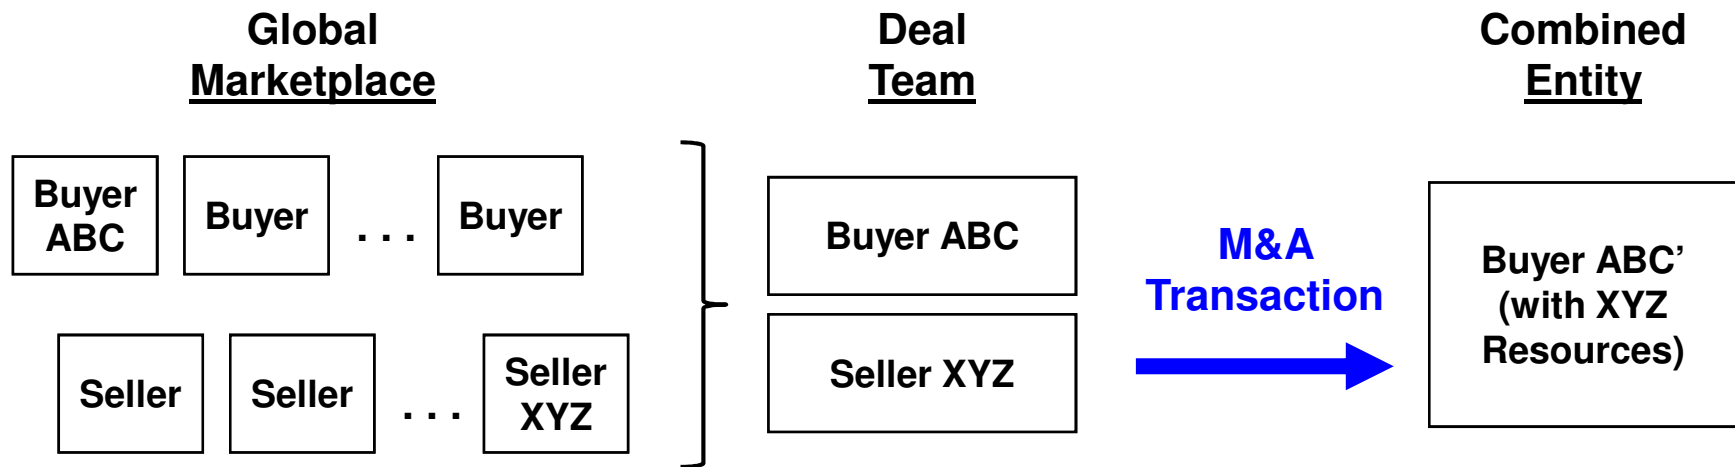 Global
Marketplace
Deal
Team
Combined
Entity
Buyer
ABC
Buyer
. . .
Buyer
Seller
Seller
. . .
Seller
XYZ
Buyer ABC
Seller XYZ
M&A
Transaction
Buyer ABC’
(with XYZ
Resources)